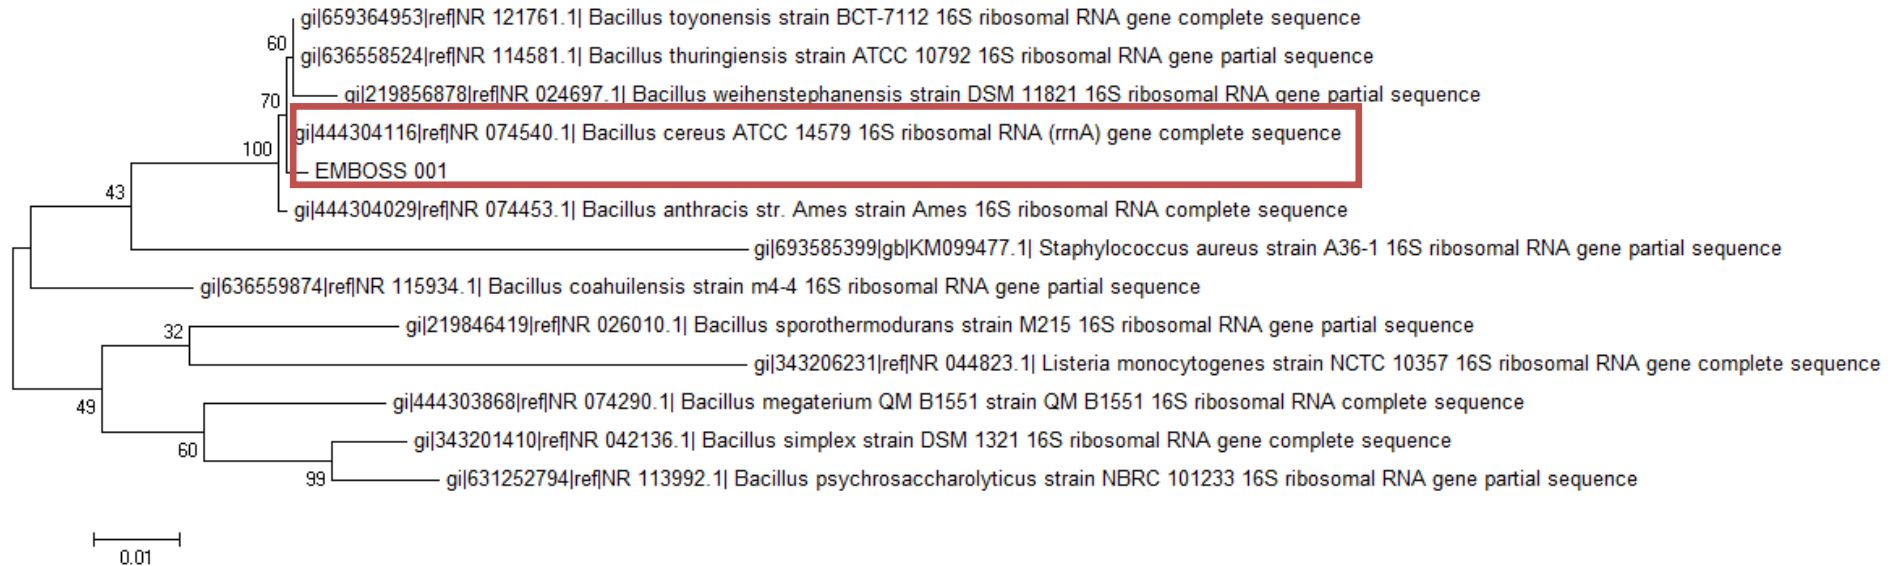 gi|659364953|ref|NR 121761.1| Bacillus toyonensis strain BCT-7112 16S ribosomal RNA gene complete sequence
60
gi|636558524|ref|NR 114581.1| Bacillus thuringiensis strain ATCC 10792 16S ribosomal RNA gene partial sequence
70
gi|219856878|ref|NR 024697.1| Bacillus weihenstephanensis strain DSM 11821 16S ribosomal RNA gene partial sequence
gi|444304116|ref|NR 074540.1| Bacillus cereus ATCC 14579 16S ribosomal RNA (rrnA) gene complete sequence
100
EMBOSS 001
43
gi|444304029|ref|NR 074453.1| Bacillus anthracis str. Ames strain Ames 16S ribosomal RNA complete sequence
gi|693585399|gb|KM099477.1| Staphylococcus aureus strain A36-1 16S ribosomal RNA gene partial sequence
gi|636559874|ref|NR 115934.1| Bacillus coahuilensis strain m4-4 16S ribosomal RNA gene partial sequence
32
gi|219846419|ref|NR 026010.1| Bacillus sporothermodurans strain M215 16S ribosomal RNA gene partial sequence
gi|343206231|ref|NR 044823.1| Listeria monocytogenes strain NCTC 10357 16S ribosomal RNA gene complete sequence
49
gi|444303868|ref|NR 074290.1| Bacillus megaterium QM B1551 strain QM B1551 16S ribosomal RNA complete sequence
60
gi|343201410|ref|NR 042136.1| Bacillus simplex strain DSM 1321 16S ribosomal RNA gene complete sequence
99
gi|631252794|ref|NR 113992.1| Bacillus psychrosaccharolyticus strain NBRC 101233 16S ribosomal RNA gene partial sequence
0.01